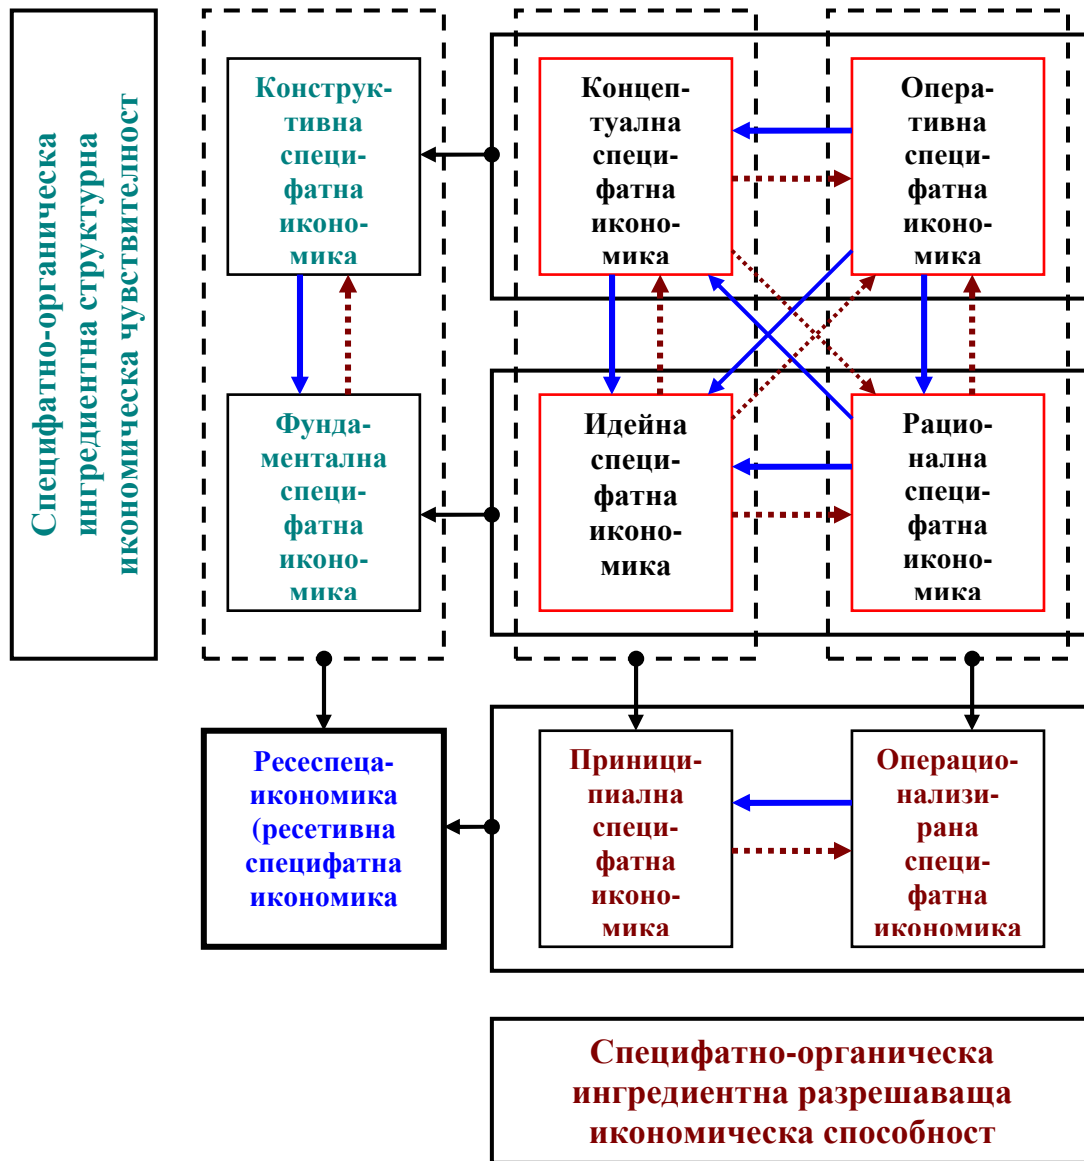 Специфатно-органическа
ингредиентна структурна
икономическа чувствителност
Конструк-
тивна
специ-
фатна
иконо-
мика
Концеп-
туална
специ-
фатна
иконо-
мика
Опера-
тивна
специ-
фатна
иконо-
мика
Фунда-
ментална
специ-
фатна
иконо-
мика
Идейна
специ-
фатна
иконо-
мика
Рацио-
нална
специ-
фатна
иконо-
мика
Ресеспеца-
икономика
(ресетивна
специфатна
икономика
Приници-
пиална
специ-
фатна
иконо-
мика
Операцио-
нализи-
рана
специ-
фатна
икономика
Специфатно-органическа
ингредиентна разрешаваща
икономическа способност